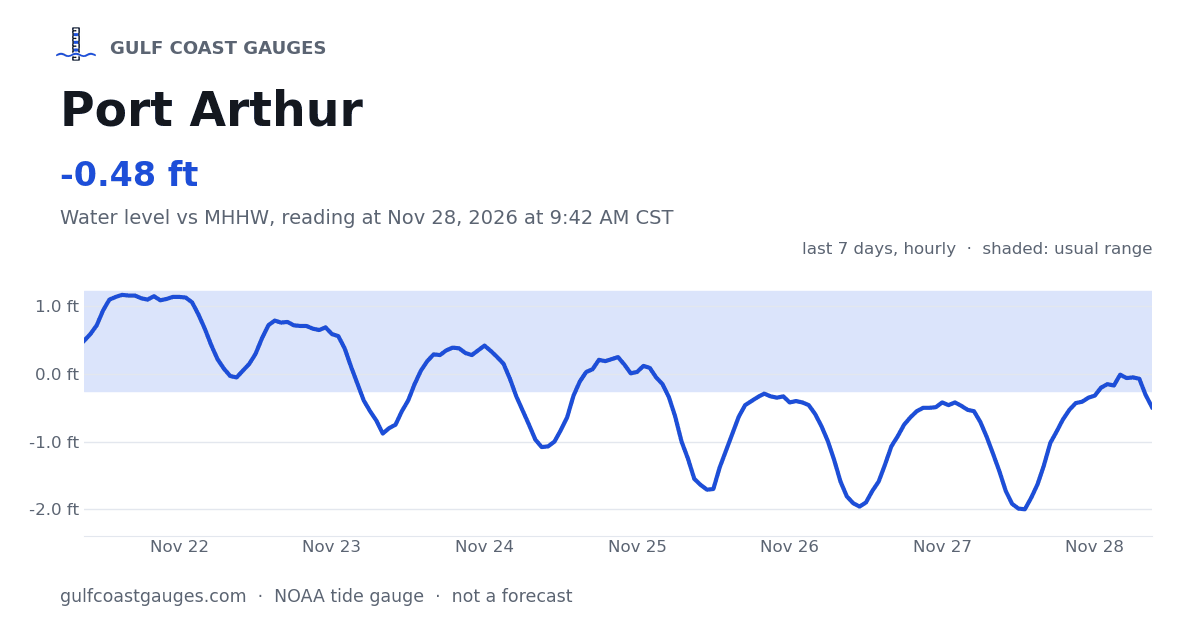 GULF COAST GAUGES
Port Arthur
-0.48 ft
Water level vs MHHW, reading at Nov 28, 2026 at 9:42 AM CST
last 7 days, hourly · shaded: usual range
1.0 ft
0.0 ft
-1.0 ft
-2.0 ft
Nov 22 Nov 23 Nov 24 Nov 25 Nov 26 Nov 27 Nov 28
gulfcoastgauges.com · NOAA tide gauge · not a forecast